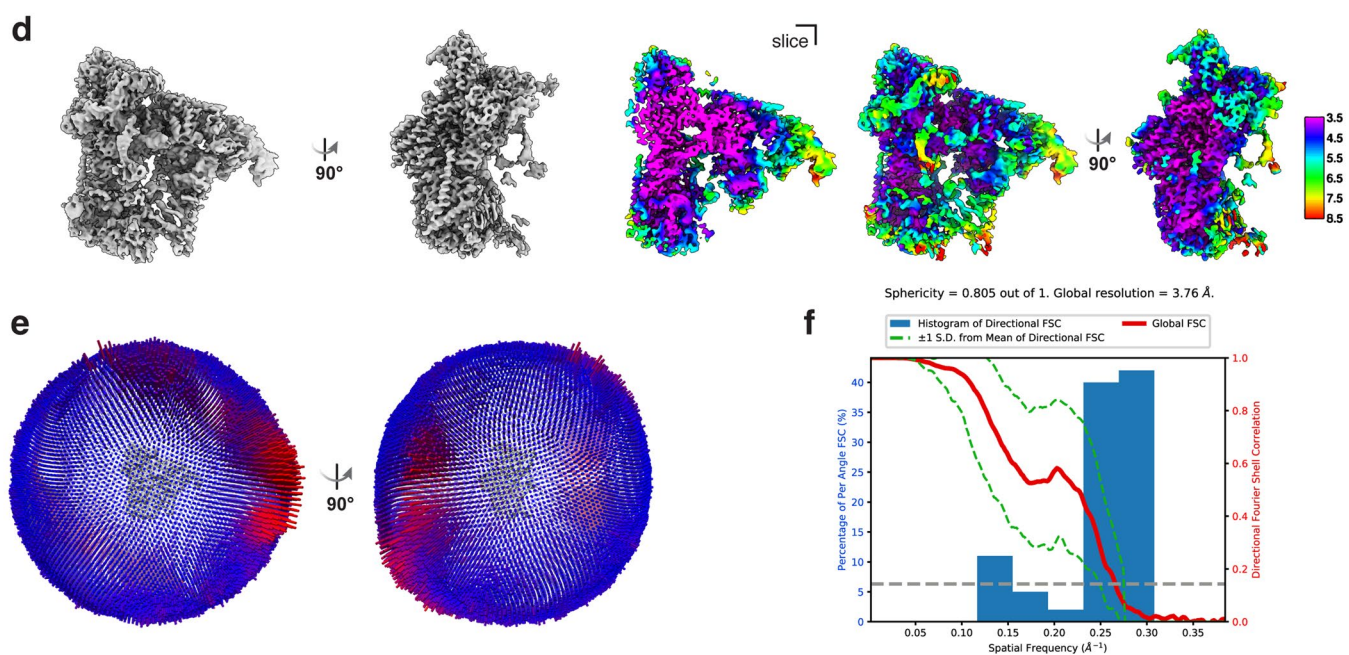 d
slice
90°
90°
3.5
4.5
5.5
6.5
7.5
8.5
e
90°
f
Sphericity = 0.805 out of 1. Global resolution = 3.76 Å.
Histogram of Directional FSC
Global FSC
±1 S.D. from Mean of Directional FSC
Percentage of Per Angle FSC (%)
40
35
30
25
20
15
10
5
0
1.0
0.8
0.6
0.4
0.2
0.0
Directional Fourier Shell Correlation
0.05 0.10 0.15 0.20 0.25 0.30 0.35
Spatial Frequency (Å⁻¹)